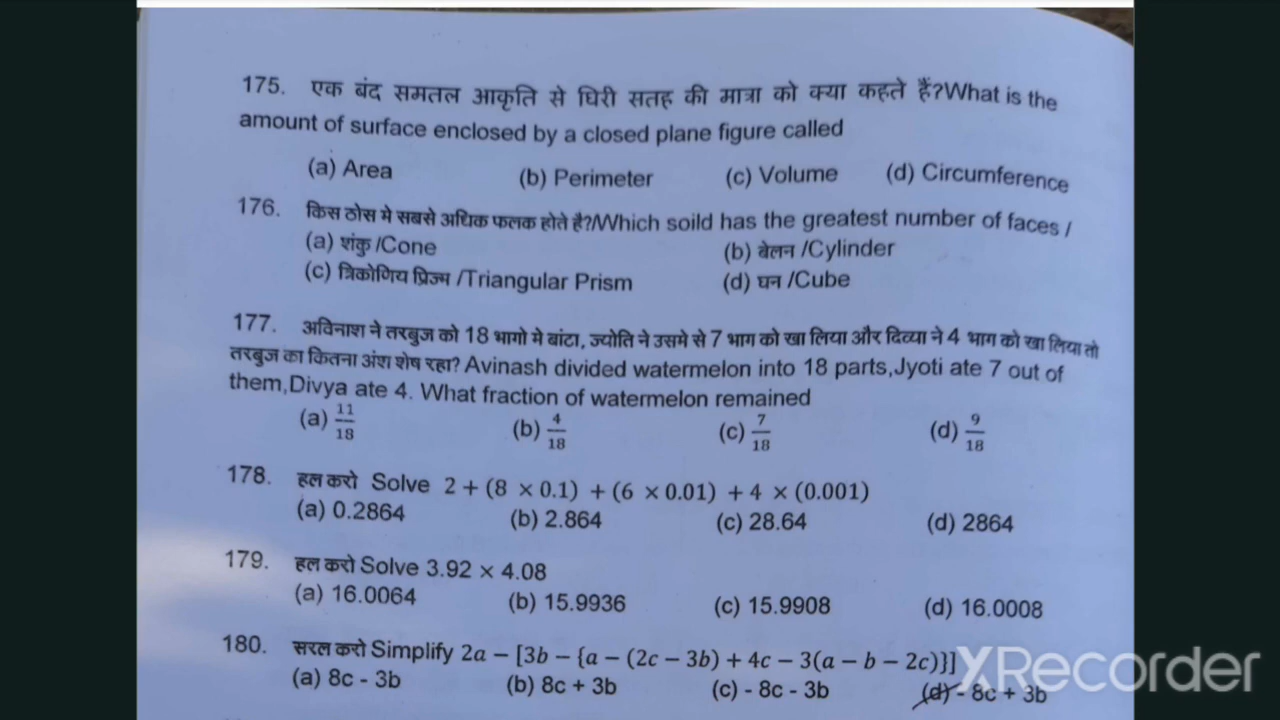 175. एक बंद समतल आकृति से घिरी सतह की मात्रा को क्या कहते हैं?What is the
amount of surface enclosed by a closed plane figure called
(a) Area (b) Perimeter (c) Volume (d) Circumference
176. किस ठोस मे सबसे अधिक फलक होते है?/Which soild has the greatest number of faces /
(a) शंकु /Cone (b) बेलन /Cylinder
(c) त्रिकोणिय प्रिज्म /Triangular Prism (d) घन /Cube
177. अविनाश ने तरबुज को 18 भागो मे बांटा, ज्योति ने उसमे से 7 भाग को खा लिया और दिव्या ने 4 भाग को खा लिया तो
तरबुज का कितना अंश शेष रहा? Avinash divided watermelon into 18 parts,Jyoti ate 7 out of
them,Divya ate 4. What fraction of watermelon remained
(a) 11/18 (b) 4/18 (c) 7/18 (d) 9/18
178. हल करो Solve 2 + (8 × 0.1) + (6 × 0.01) + 4 × (0.001)
(a) 0.2864 (b) 2.864 (c) 28.64 (d) 2864
179. हल करो Solve 3.92 × 4.08
(a) 16.0064 (b) 15.9936 (c) 15.9908 (d) 16.0008
180. सरल करो Simplify 2a − [3b − {a − (2c − 3b) + 4c − 3(a − b − 2c)}]
(a) 8c - 3b (b) 8c + 3b (c) - 8c - 3b (d) - 8c + 3b
XRecorder